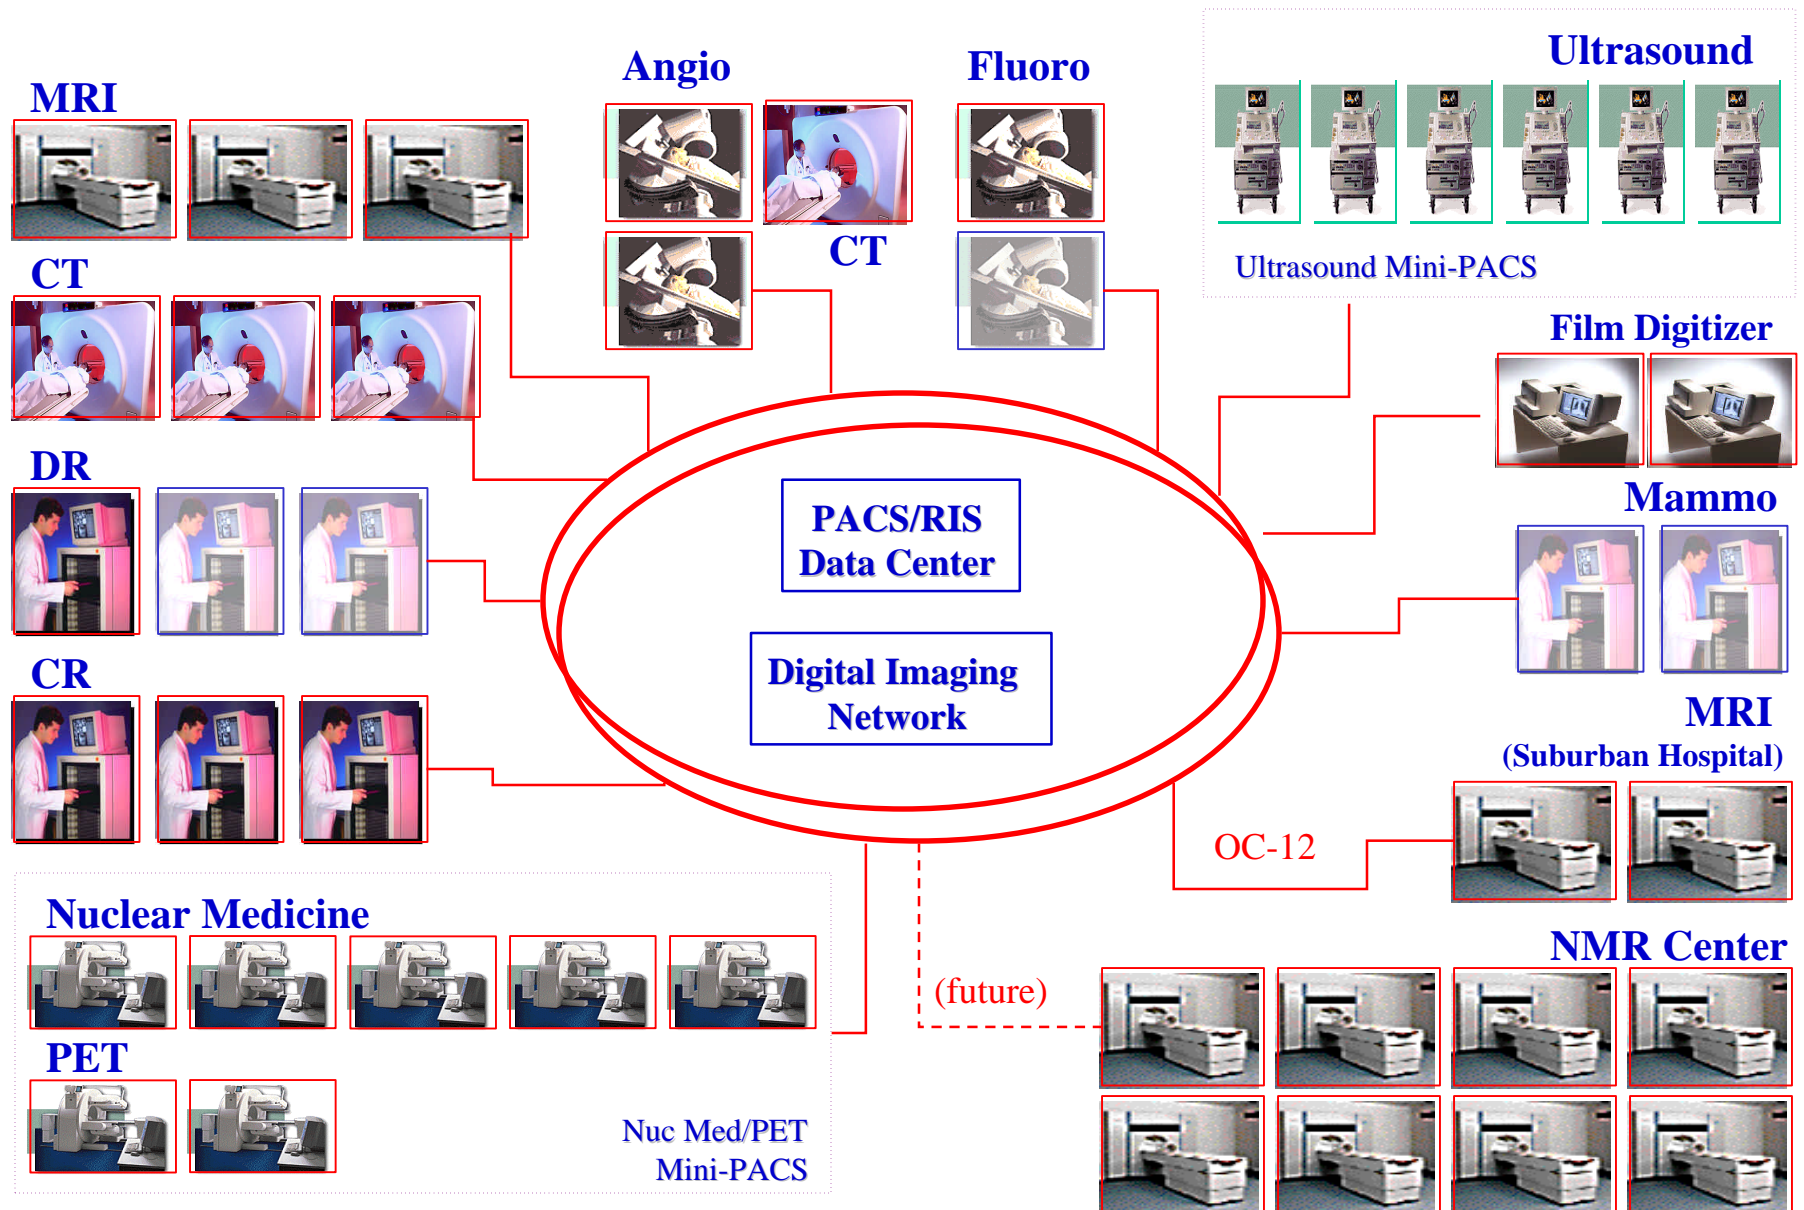 Angio
Fluoro
Ultrasound
MRI
CT
CT
Ultrasound Mini-PACS
Film Digitizer
DR
Mammo
PACS/RIS
Data Center
CR
Digital Imaging
Network
MRI
(Suburban Hospital)
OC-12
Nuclear Medicine
NMR Center
(future)
PET
Nuc Med/PET
Mini-PACS